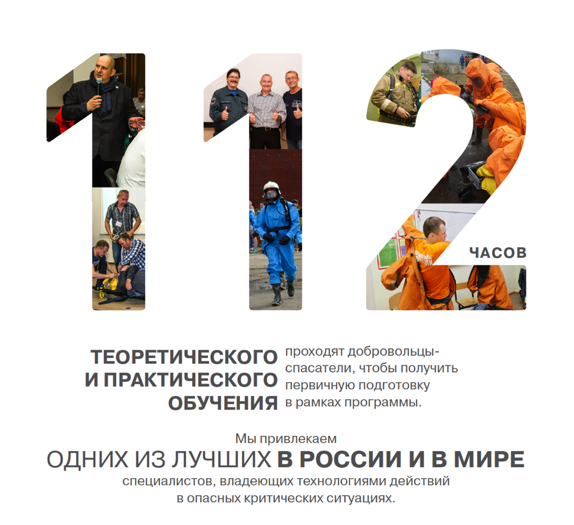 112
ЧАСОВ
ТЕОРЕТИЧЕСКОГО
И ПРАКТИЧЕСКОГО
ОБУЧЕНИЯ
проходят добровольцы-
спасатели, чтобы получить
первичную подготовку
в рамках программы.
Мы привлекаем
ОДНИХ ИЗ ЛУЧШИХ В РОССИИ И В МИРЕ
специалистов, владеющих технологиями действий
в опасных критических ситуациях.